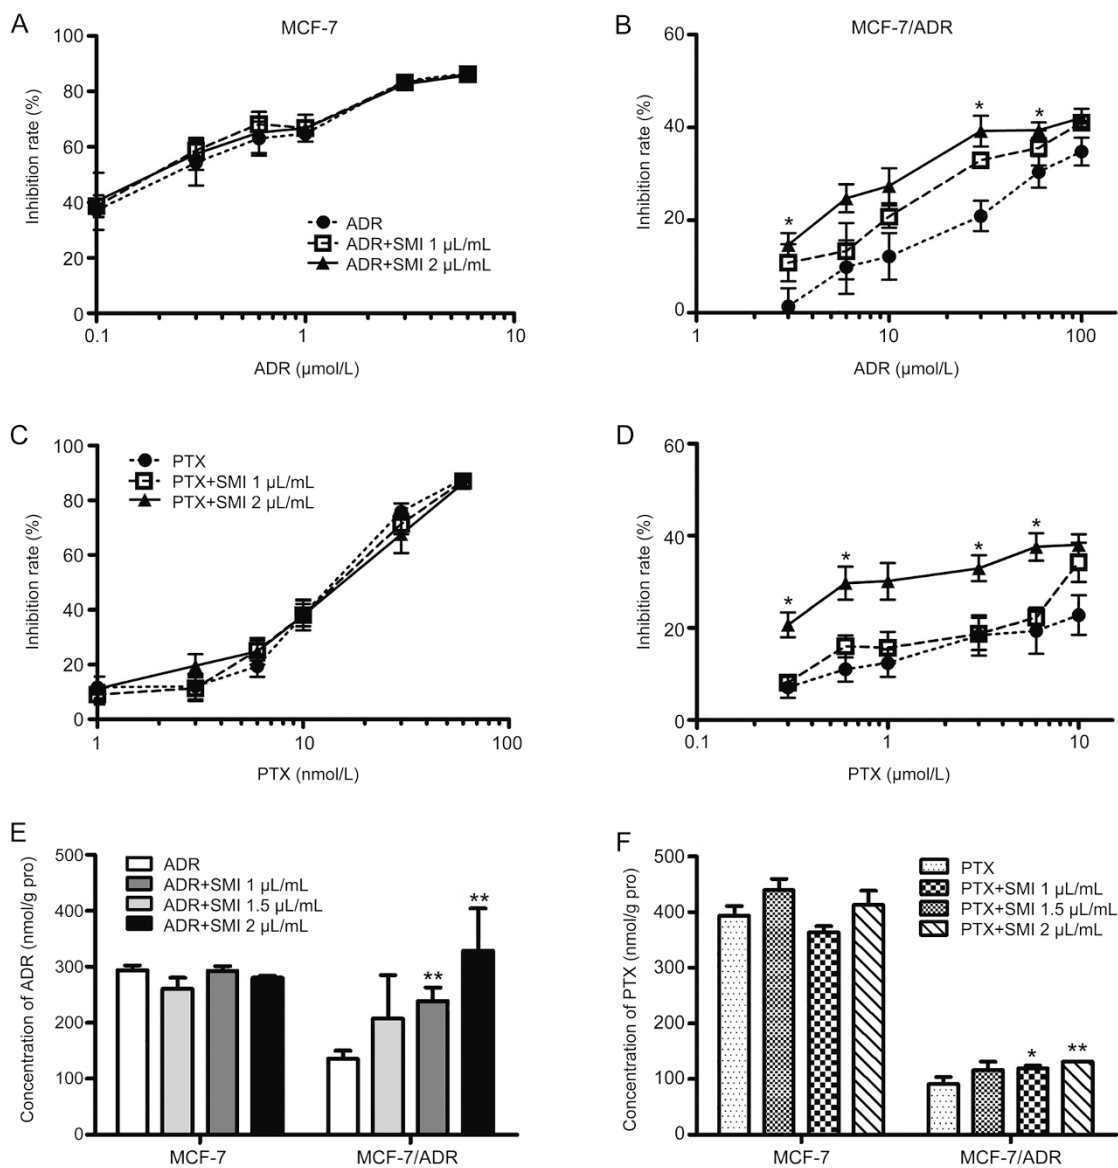 A
MCF-7
100
80
60
40
20
0
Inhibition rate (%)
ADR
ADR+SMI 1 µL/mL
ADR+SMI 2 µL/mL
0.1
1
10
ADR (µmol/L)
B
MCF-7/ADR
60
40
20
0
Inhibition rate (%)
*
*
*
1
10
100
ADR (µmol/L)
C
100
80
60
40
20
0
Inhibition rate (%)
PTX
PTX+SMI 1 µL/mL
PTX+SMI 2 µL/mL
1
10
100
PTX (nmol/L)
D
60
40
20
0
Inhibition rate (%)
*
*
*
*
0.1
1
10
PTX (µmol/L)
E
500
400
300
200
100
0
Concentration of ADR (nmol/g pro)
ADR
ADR+SMI 1 µL/mL
ADR+SMI 1.5 µL/mL
ADR+SMI 2 µL/mL
**
**
MCF-7
MCF-7/ADR
F
500
400
300
200
100
0
Concentration of PTX (nmol/g pro)
PTX
PTX+SMI 1 µL/mL
PTX+SMI 1.5 µL/mL
PTX+SMI 2 µL/mL
*
**
MCF-7
MCF-7/ADR